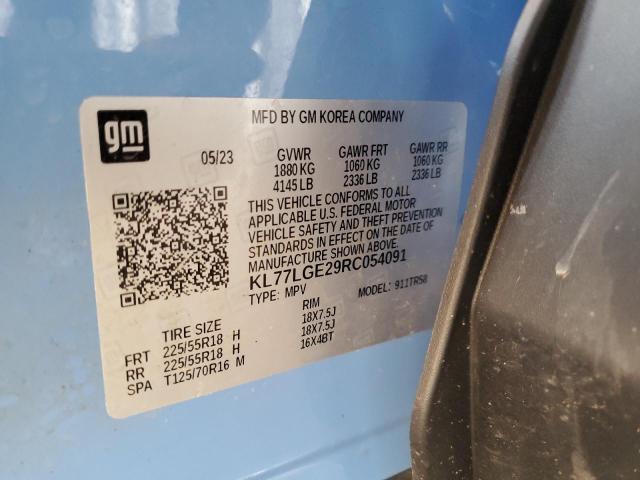 gm
MFD BY GM KOREA COMPANY
05/23 GVWR GAWR FRT GAWR RR
1880 KG 1060 KG 1060 KG
4145 LB 2336 LB 2336 LB
THIS VEHICLE CONFORMS TO ALL
APPLICABLE U.S. FEDERAL MOTOR
VEHICLE SAFETY AND THEFT PREVENTION
STANDARDS IN EFFECT ON THE DATE OF
MANUFACTURE SHOWN ABOVE.
KL77LGE29RC054091
TYPE: MPV MODEL: 911TR58
TIRE SIZE RIM
FRT 225/55R18 H 18X7.5J
RR 225/55R18 H 18X7.5J
SPA T125/70R16 M 16X4BT